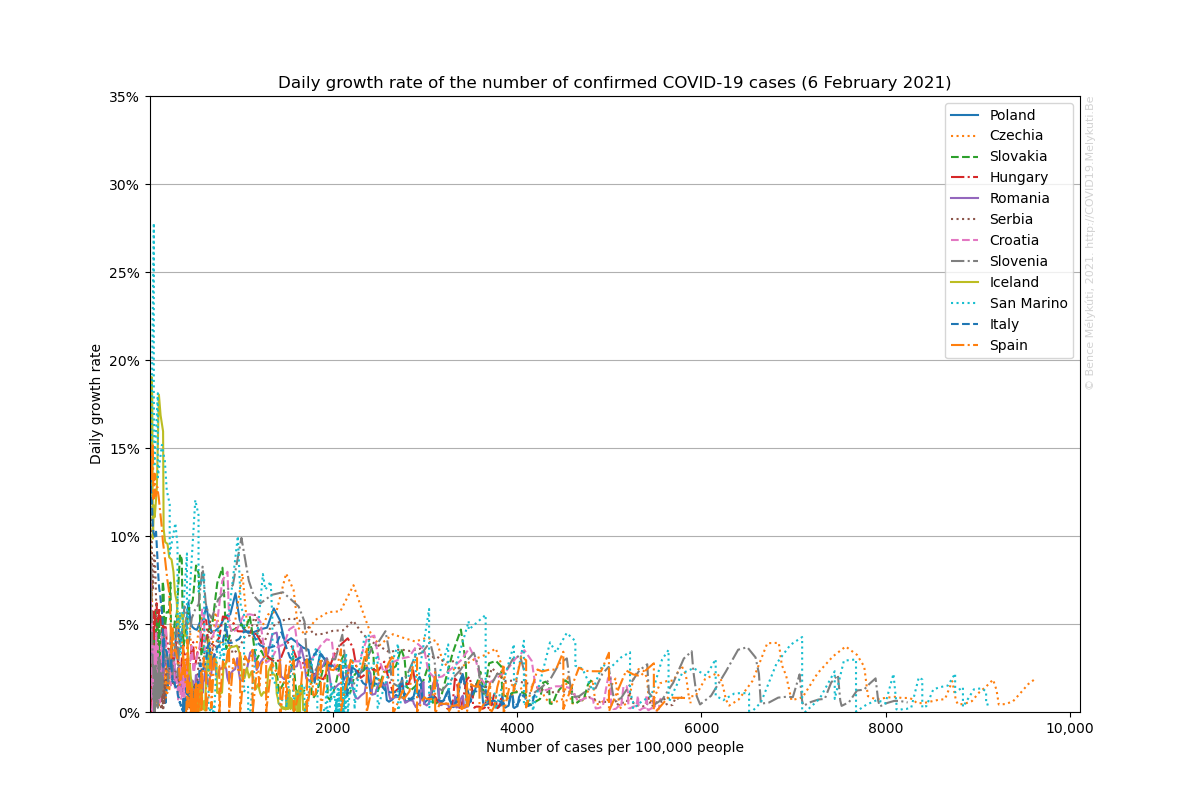 Daily growth rate of the number of confirmed COVID-19 cases (6 February 2021)
35%
30%
25%
20%
15%
10%
5%
0%
Daily growth rate
2000
4000
6000
8000
10,000
Number of cases per 100,000 people
Poland
Czechia
Slovakia
Hungary
Romania
Serbia
Croatia
Slovenia
Iceland
San Marino
Italy
Spain
© Bence Mélykúti, 2021 http://COVID19.Melykuti.Be